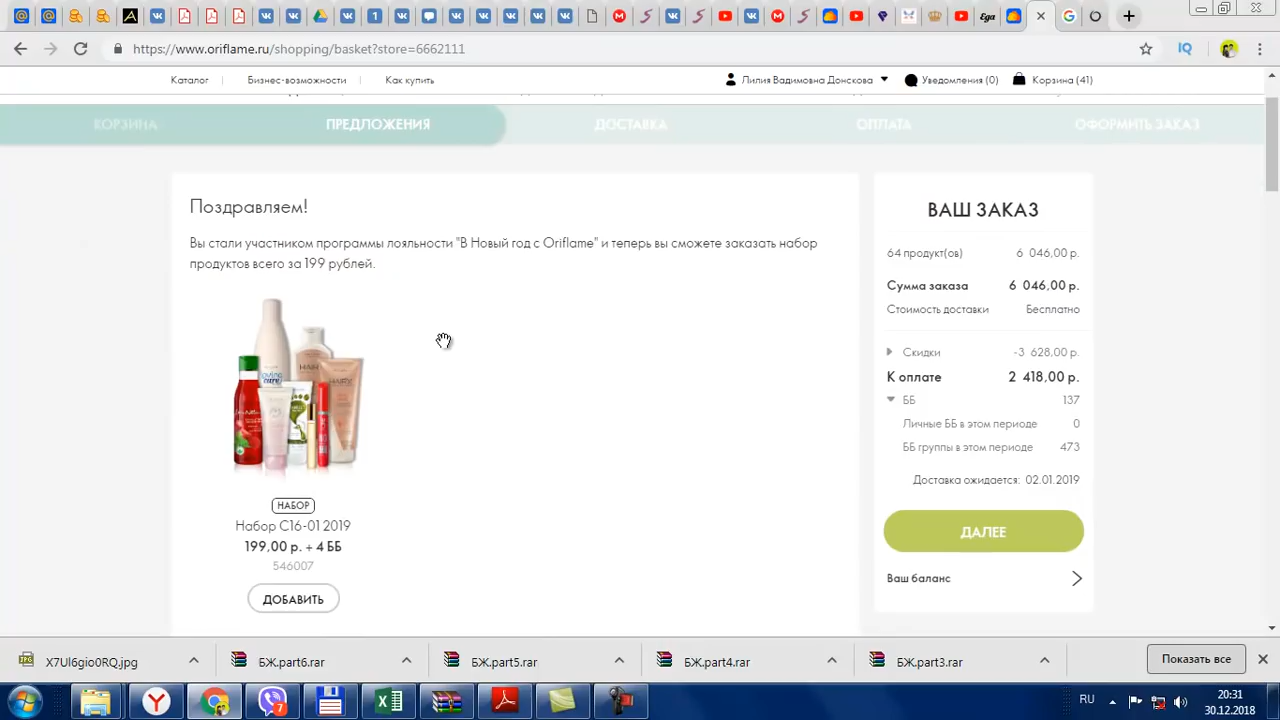 https://www.oriflame.ru/shopping/basket?store=6662111
Каталог
Бизнес-возможности
Как купить
Лилия Вадимовна Донскова
Уведомления (0)
Корзина (41)
КОРЗИНА
ПРЕДЛОЖЕНИЯ
ДОСТАВКА
ОПЛАТА
ОФОРМИТЬ ЗАКАЗ
Поздравляем!
Вы стали участником программы лояльности "В Новый год с Oriflame" и теперь вы сможете заказать набор
продуктов всего за 199 рублей.
НАБОР
Набор С16-01 2019
199,00 р. + 4 ББ
546007
ДОБАВИТЬ
ВАШ ЗАКАЗ
64 продукт(ов) 6 046,00 р.
Сумма заказа 6 046,00 р.
Стоимость доставки Бесплатно
Скидки -3 628,00 р.
К оплате 2 418,00 р.
ББ 137
Личные ББ в этом периоде 0
ББ группы в этом периоде 473
Доставка ожидается: 02.01.2019
ДАЛЕЕ
Ваш баланс
X7Ul6gio0RQ.jpg
БЖ.part6.rar
БЖ.part5.rar
БЖ.part4.rar
БЖ.part3.rar
Показать все
RU
20:31
30.12.2018